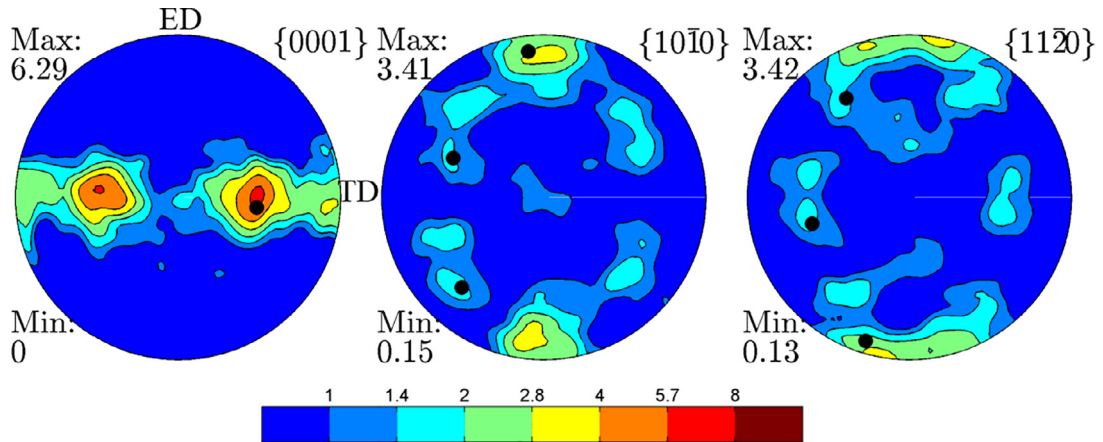 ED
Max:
6.29
{0001}
Max:
3.41
{101̄0}
Max:
3.42
{112̄0}
TD
Min:
0
Min:
0.15
Min:
0.13
1 1.4 2 2.8 4 5.7 8